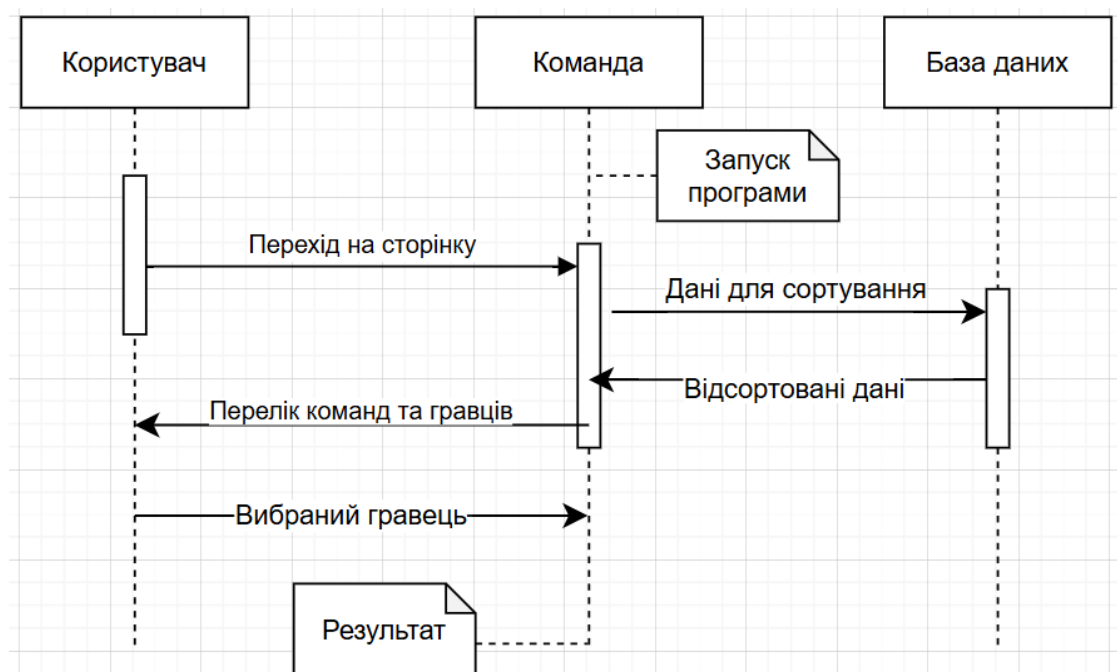 Користувач
Команда
База даних
Запуск
програми
Перехід на сторінку
Дані для сортування
Відсортовані дані
Перелік команд та гравців
Вибраний гравець
Результат